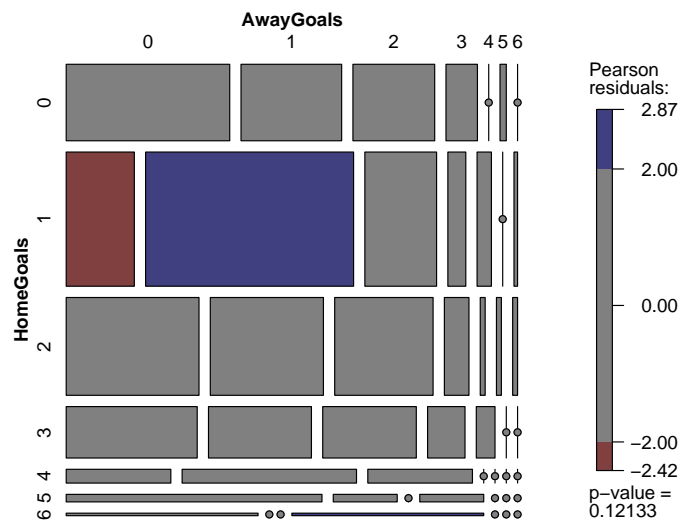 AwayGoals
0 1 2 3 4 5 6
HomeGoals
0
1
2
3
4
5
6
Pearson
residuals:
2.87
2.00
0.00
−2.00
−2.42
p-value =
0.12133